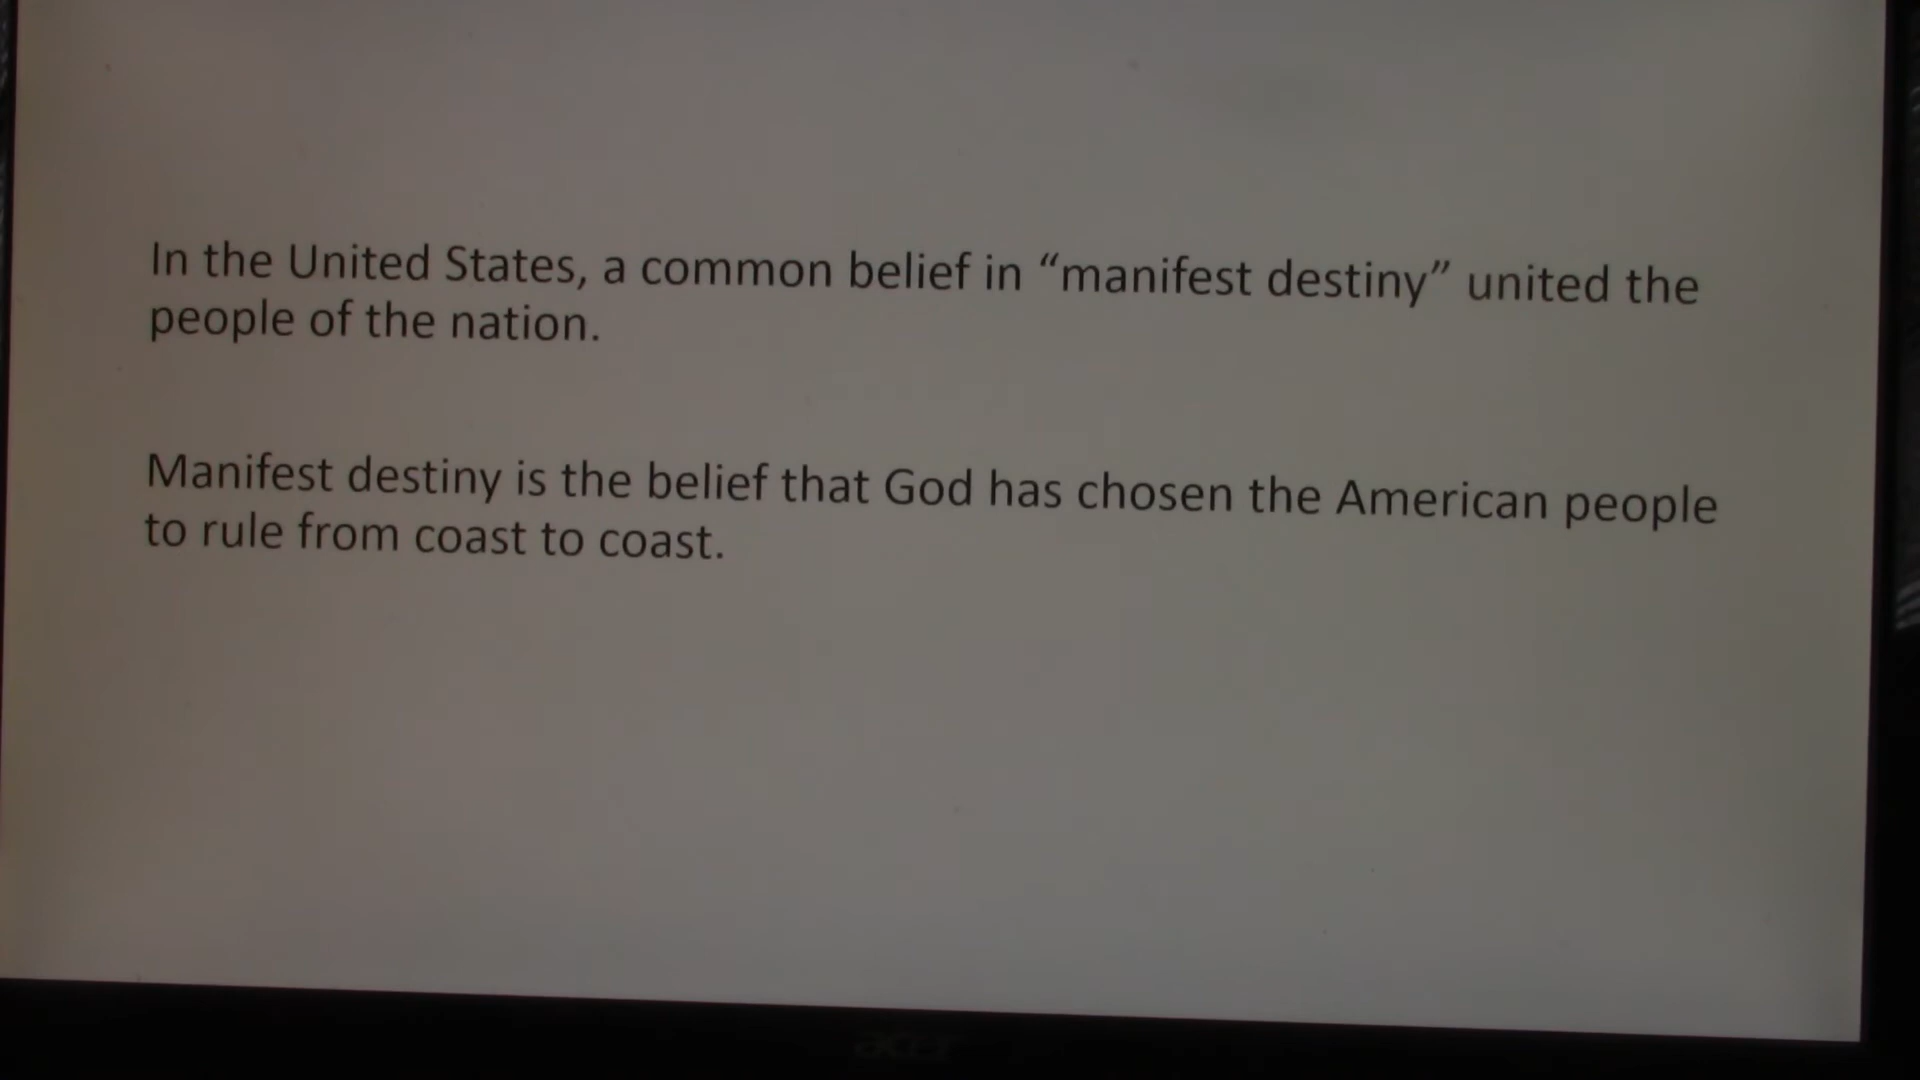 In the United States, a common belief in “manifest destiny” united the
people of the nation.
Manifest destiny is the belief that God has chosen the American people
to rule from coast to coast.
acer